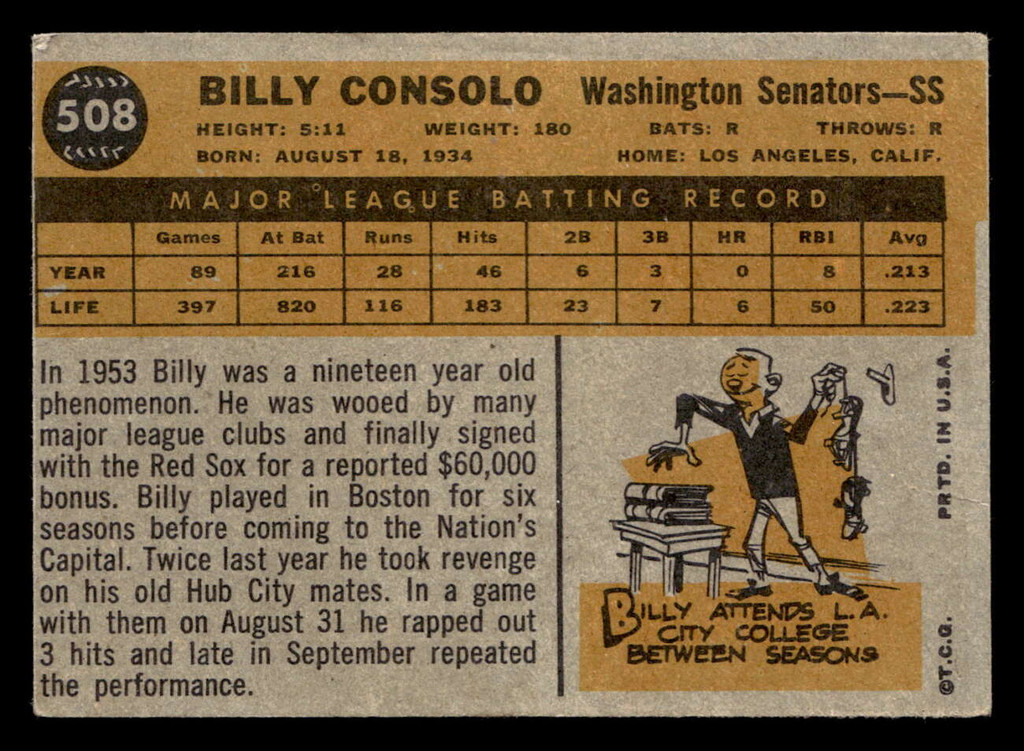 508
BILLY CONSOLO Washington Senators—SS
HEIGHT: 5:11 WEIGHT: 180 BATS: R THROWS: R
BORN: AUGUST 18, 1934 HOME: LOS ANGELES, CALIF.
MAJOR LEAGUE BATTING RECORD
Games At Bat Runs Hits 2B 3B HR RBI Avg
YEAR 89 216 28 46 6 3 0 8 .213
LIFE 397 820 116 183 23 7 6 50 .223
In 1953 Billy was a nineteen year old
phenomenon. He was wooed by many
major league clubs and finally signed
with the Red Sox for a reported $60,000
bonus. Billy played in Boston for six
seasons before coming to the Nation's
Capital. Twice last year he took revenge
on his old Hub City mates. In a game
with them on August 31 he rapped out
3 hits and late in September repeated
the performance.
BILLY ATTENDS L.A.
CITY COLLEGE
BETWEEN SEASONS
©T.C.G. PRTD. IN U.S.A.